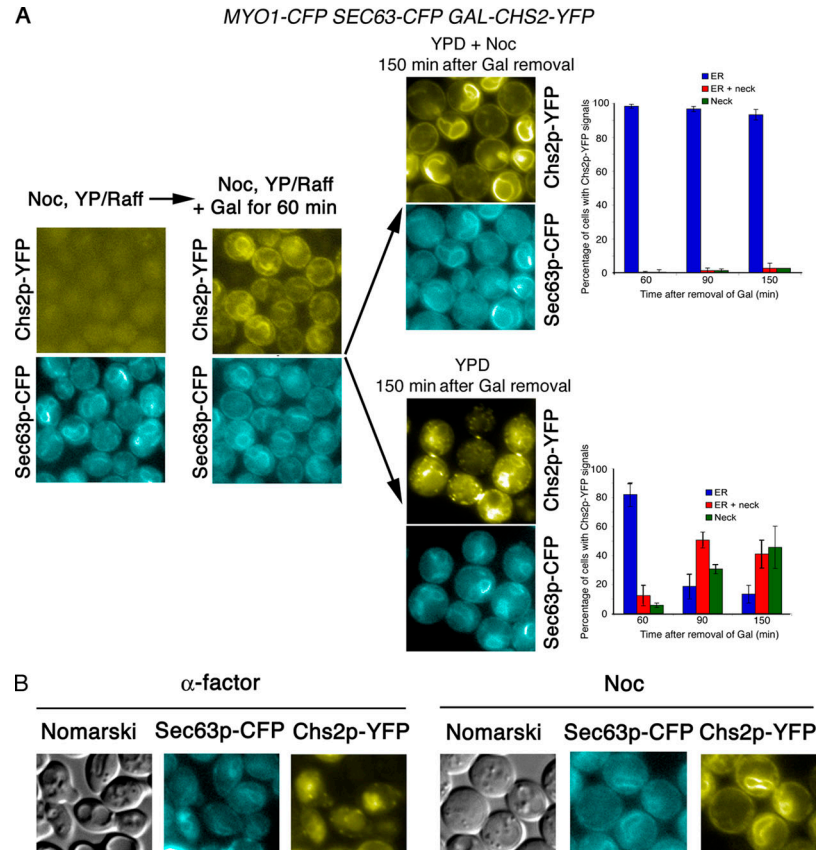 A
MYO1-CFP SEC63-CFP GAL-CHS2-YFP
YPD + Noc
150 min after Gal removal
Chs2p-YFP
Sec63p-CFP
Percentage of cells with Chs2p-YFP signals
100
80
60
40
20
0
ER
ER + neck
Neck
60
90
150
Time after removal of Gal (min)
Noc, YP/Raff
Noc, YP/Raff
+ Gal for 60 min
Chs2p-YFP
Sec63p-CFP
Chs2p-YFP
Sec63p-CFP
YPD
150 min after Gal removal
Chs2p-YFP
Sec63p-CFP
Percentage of cells with Chs2p-YFP signals
100
80
60
40
20
0
ER
ER + neck
Neck
60
90
150
Time after removal of Gal (min)
B
α-factor
Noc
Nomarski Sec63p-CFP Chs2p-YFP
Nomarski Sec63p-CFP Chs2p-YFP